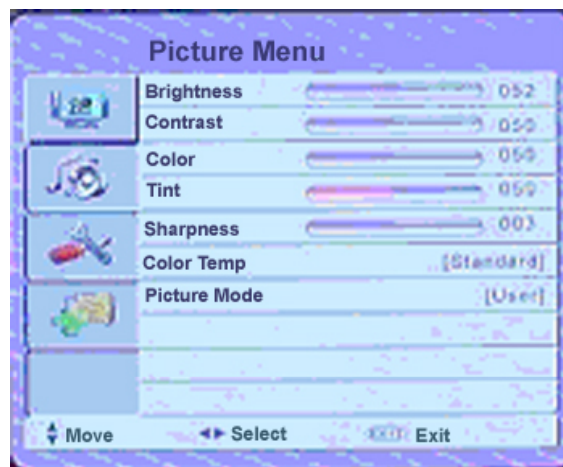 Picture Menu
Brightness 052
Contrast 050
Color 050
Tint 050
Sharpness 003
Color Temp [Standard]
Picture Mode [User]
Move Select EXIT Exit